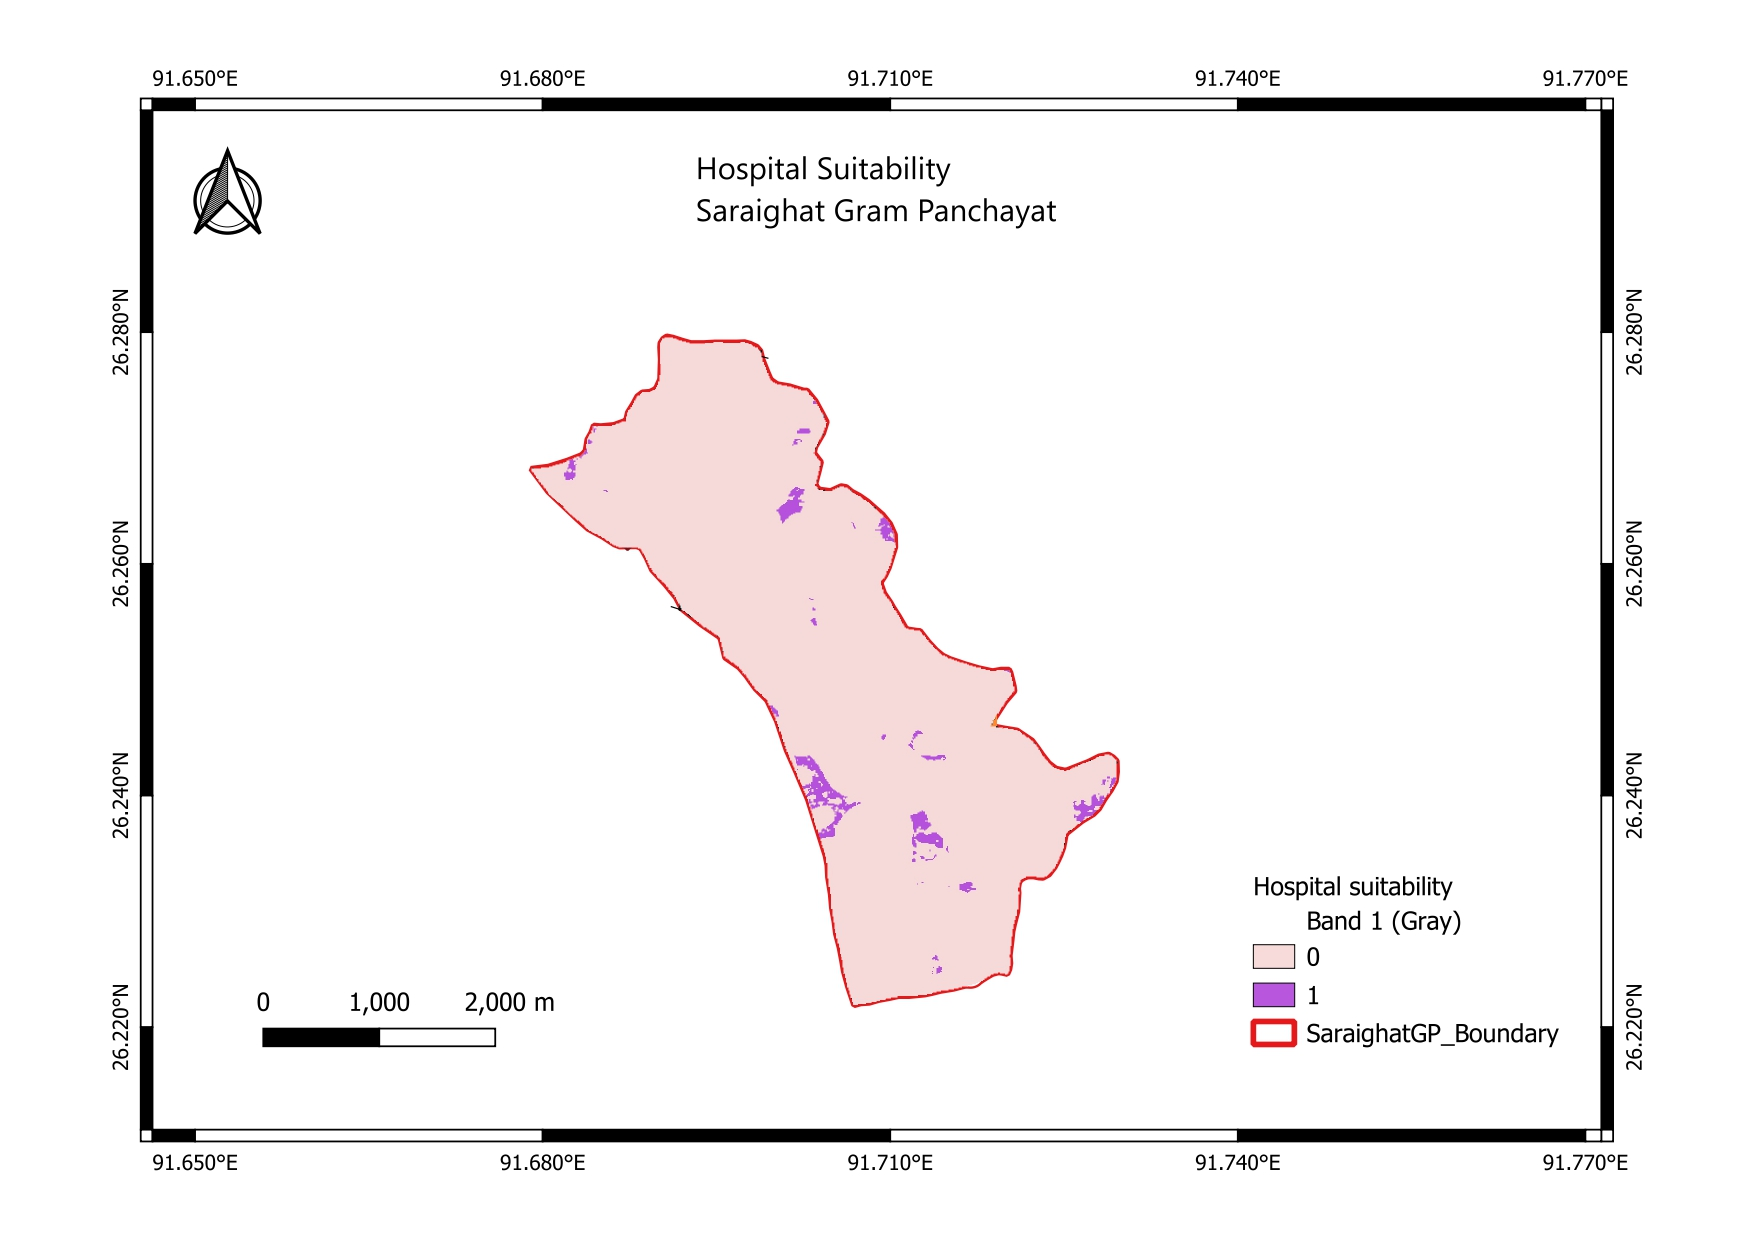 91.650°E 91.680°E 91.710°E 91.740°E 91.770°E
Hospital Suitability
Saraighat Gram Panchayat
26.280°N 26.280°N
26.260°N 26.260°N
26.240°N 26.240°N
26.220°N 26.220°N
Hospital suitability
Band 1 (Gray)
0
1
SaraighatGP_Boundary
0 1,000 2,000 m
91.650°E 91.680°E 91.710°E 91.740°E 91.770°E